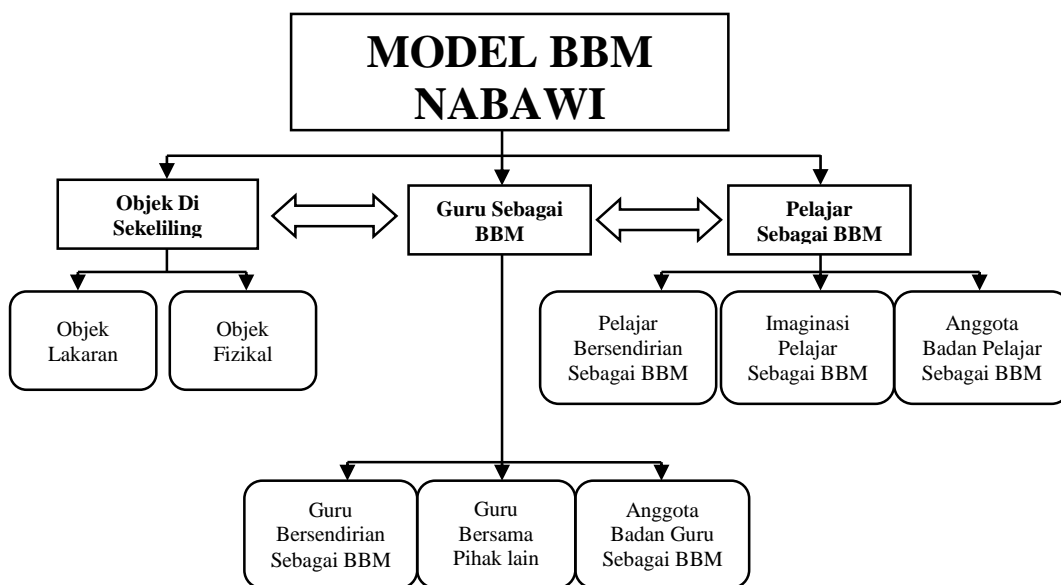 MODEL BBM
NABAWI
Objek Di
Sekeliling
Guru Sebagai
BBM
Pelajar
Sebagai BBM
Objek
Lakaran
Objek
Fizikal
Pelajar
Bersendirian
Sebagai BBM
Imaginasi
Pelajar
Sebagai BBM
Anggota
Badan Pelajar
Sebagai BBM
Guru
Bersendirian
Sebagai BBM
Guru
Bersama
Pihak lain
Anggota
Badan Guru
Sebagai BBM